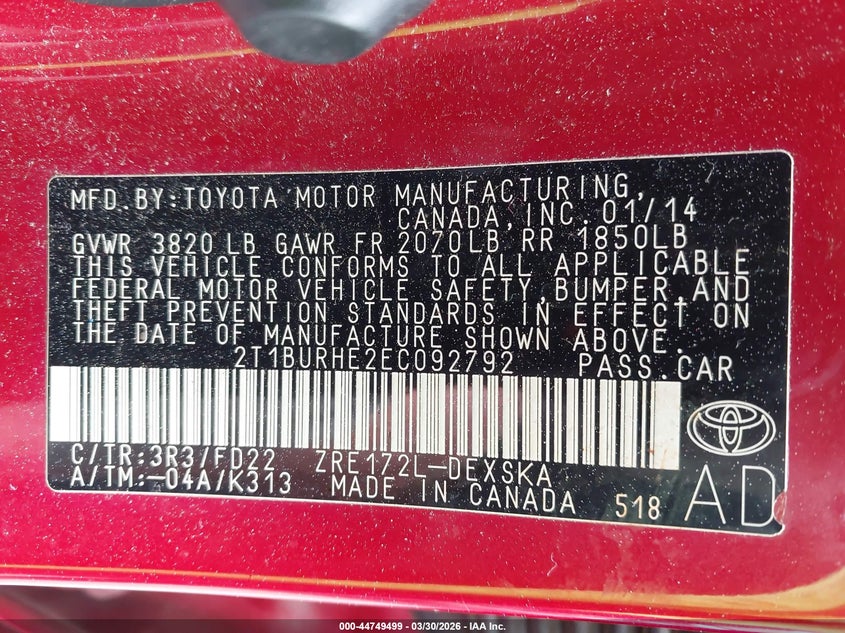 MFD.BY:TOYOTA MOTOR MANUFACTURING,
CANADA,INC. 01/14
GVWR 3820 LB GAWR FR 2070LB RR 1850LB
THIS VEHICLE CONFORMS TO ALL APPLICABLE
FEDERAL MOTOR VEHICLE SAFETY,BUMPER,AND
THEFT PREVENTION STANDARDS IN EFFECT ON
THE DATE OF MANUFACTURE SHOWN ABOVE.
2T1BURHE2EC092792 PASS.CAR
C/TR:3R3/FD22 ZRE172L-DEXSKA
A/TM:-04A/K313 MADE IN CANADA 518 AD
000-44749499 - 03/30/2026 - IAA Inc.